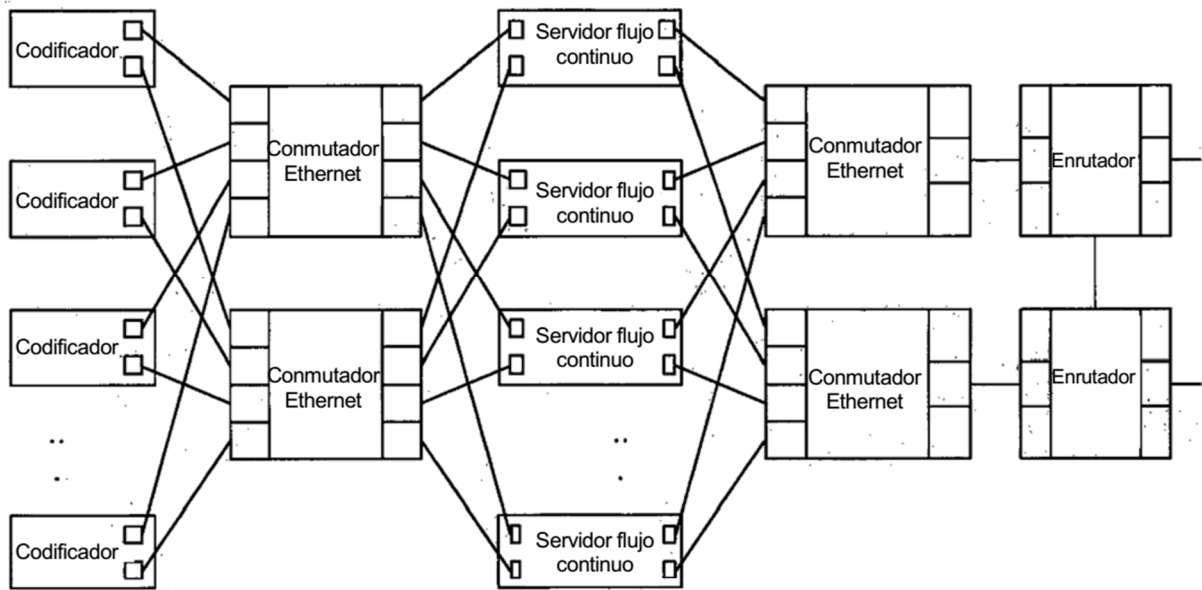 Codificador
Servidor flujo
continuo
Conmutador
Ethernet
Conmutador
Ethernet
Enrutador
Codificador
Servidor flujo
continuo
Codificador
Servidor flujo
continuo
Conmutador
Ethernet
Conmutador
Ethernet
Enrutador
Codificador
Servidor flujo
continuo